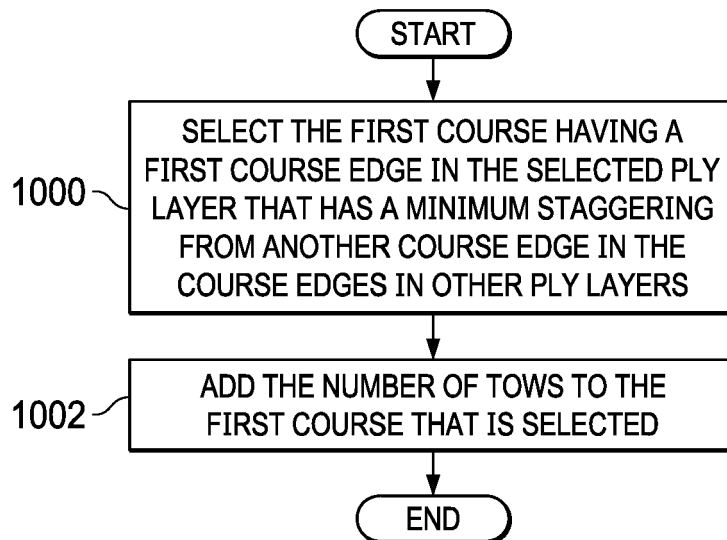 START
1000
SELECT THE FIRST COURSE HAVING A
FIRST COURSE EDGE IN THE SELECTED PLY
LAYER THAT HAS A MINIMUM STAGGERING
FROM ANOTHER COURSE EDGE IN THE
COURSE EDGES IN OTHER PLY LAYERS
1002
ADD THE NUMBER OF TOWS TO THE
FIRST COURSE THAT IS SELECTED
END